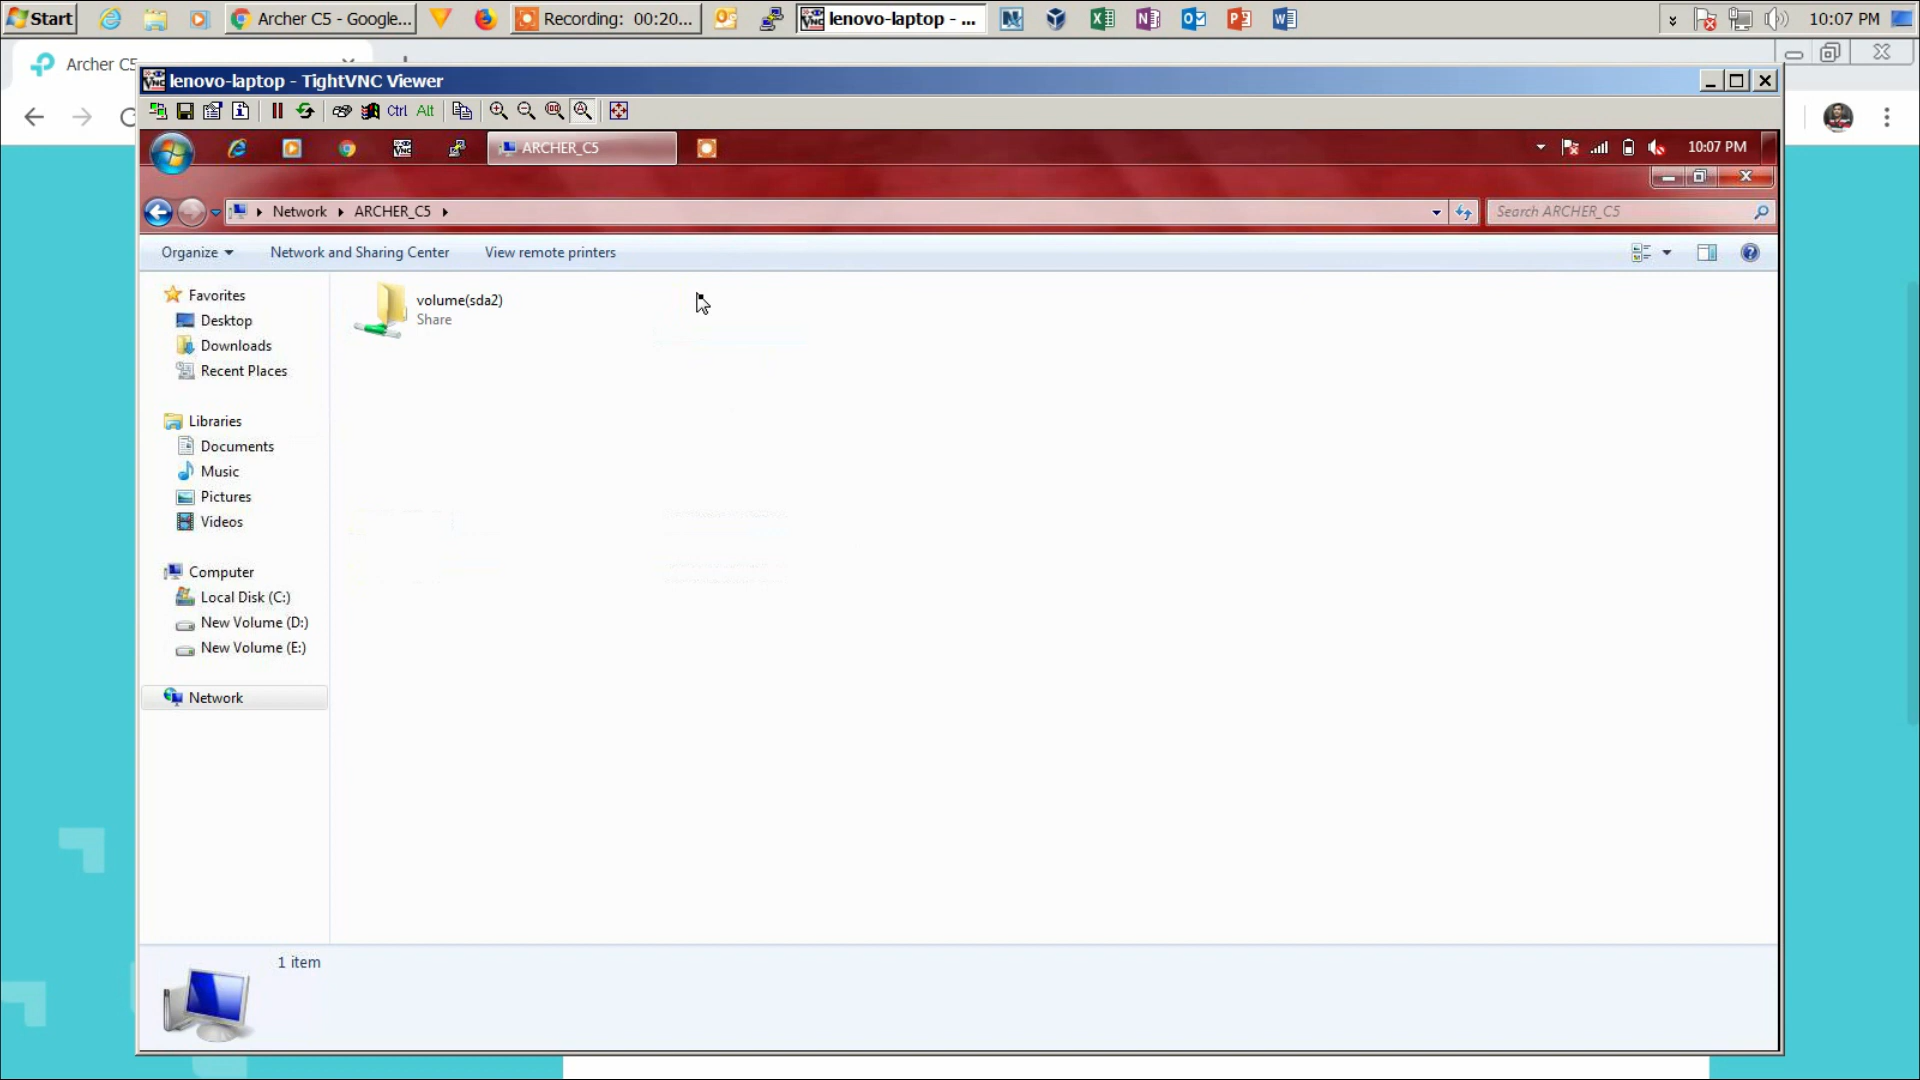 Start
Archer C5 - Google...
Recording: 00:20...
lenovo-laptop - ...
10:07 PM
Archer C5
lenovo-laptop - TightVNC Viewer
Ctrl Alt
ARCHER_C5
10:07 PM
Network ARCHER_C5
Search ARCHER_C5
Organize Network and Sharing Center View remote printers
Favorites
Desktop
Downloads
Recent Places
Libraries
Documents
Music
Pictures
Videos
Computer
Local Disk (C:)
New Volume (D:)
New Volume (E:)
Network
volume(sda2)
Share
1 item